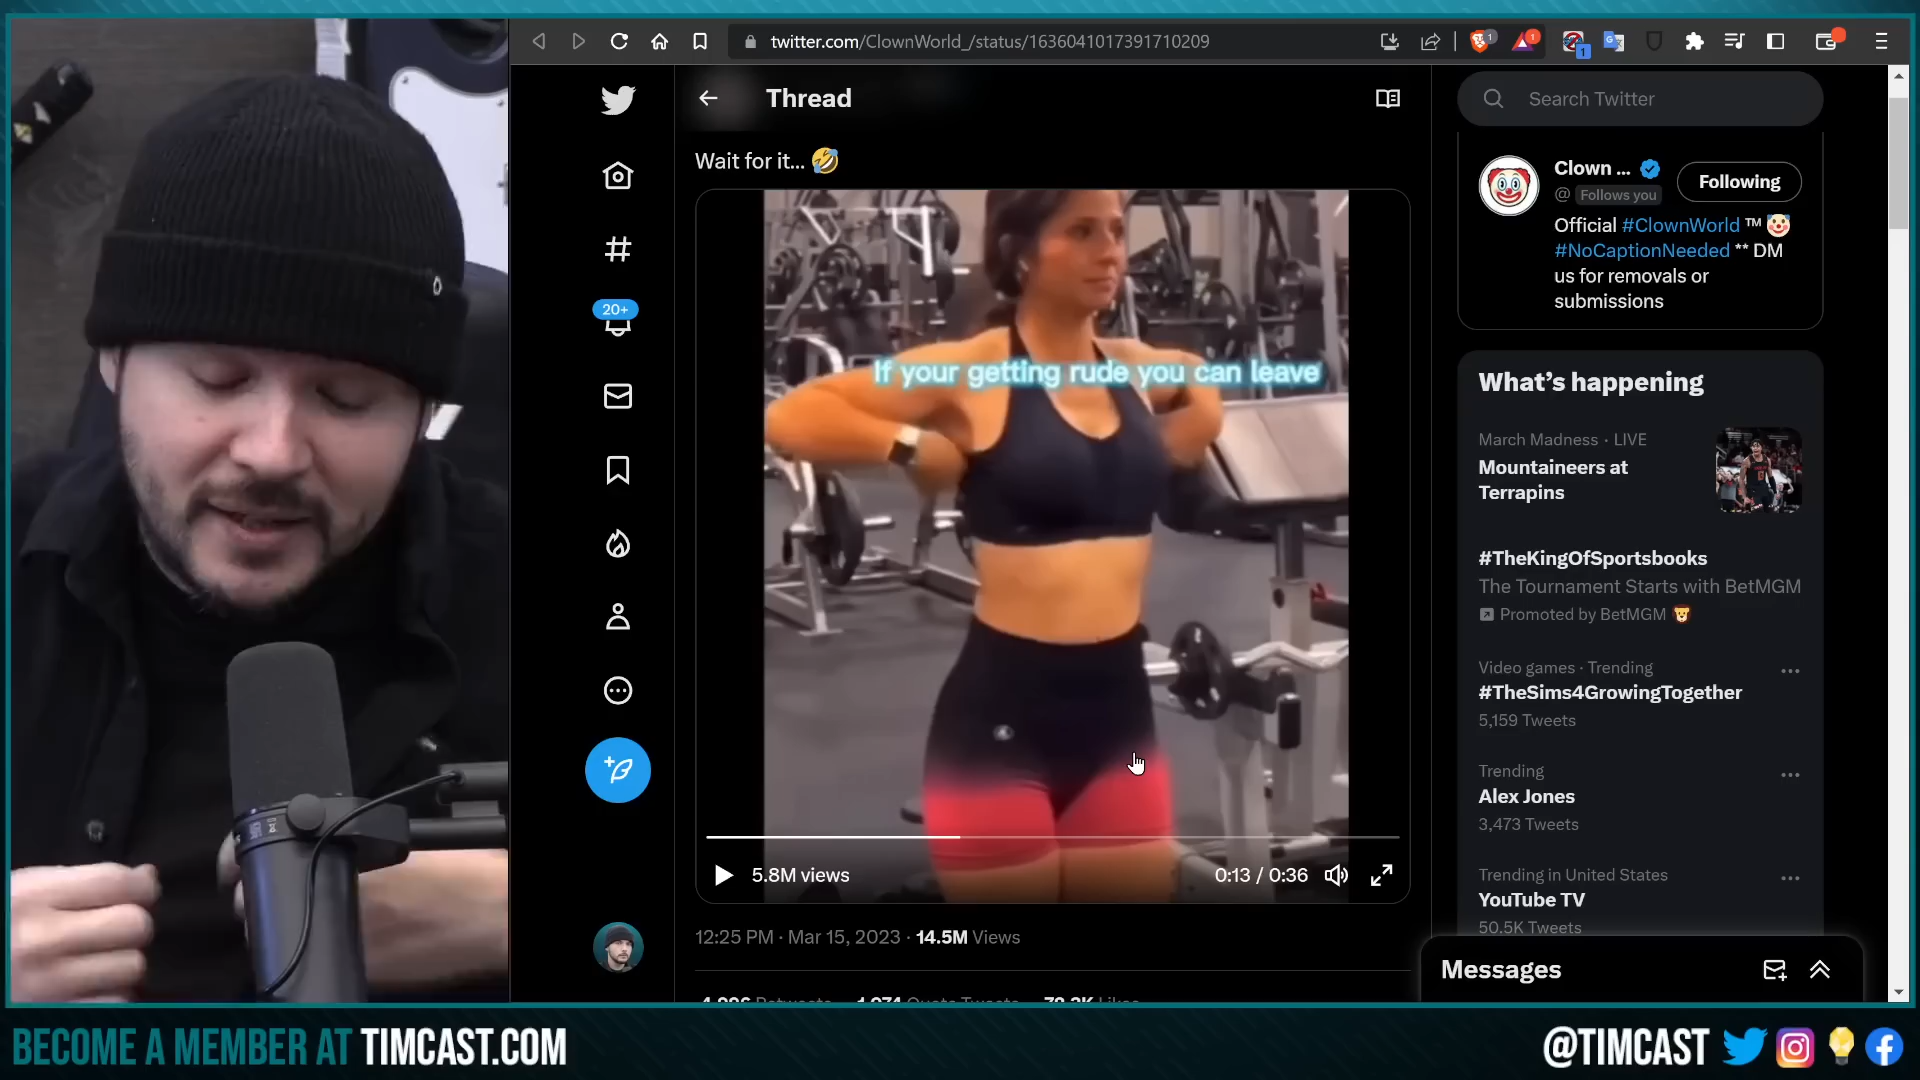 twitter.com/ClownWorld_/status/1636041017391710209
1
1
1
Thread
Search Twitter
Wait for it... 🤣
If your getting rude you can leave
20+
Clown ...
Following
@ Follows you
Official #ClownWorld ™ 🤡
#NoCaptionNeeded ** DM
us for removals or
submissions
What's happening
March Madness · LIVE
Mountaineers at
Terrapins
#TheKingOfSportsbooks
The Tournament Starts with BetMGM
Promoted by BetMGM 🦁
Video games · Trending
#TheSims4GrowingTogether
5,159 Tweets
Trending
Alex Jones
3,473 Tweets
Trending in United States
YouTube TV
50.5K Tweets
5.8M views
0:13 / 0:36
12:25 PM · Mar 15, 2023 · 14.5M Views
Messages
BECOME A MEMBER AT TIMCAST.COM
@TIMCAST